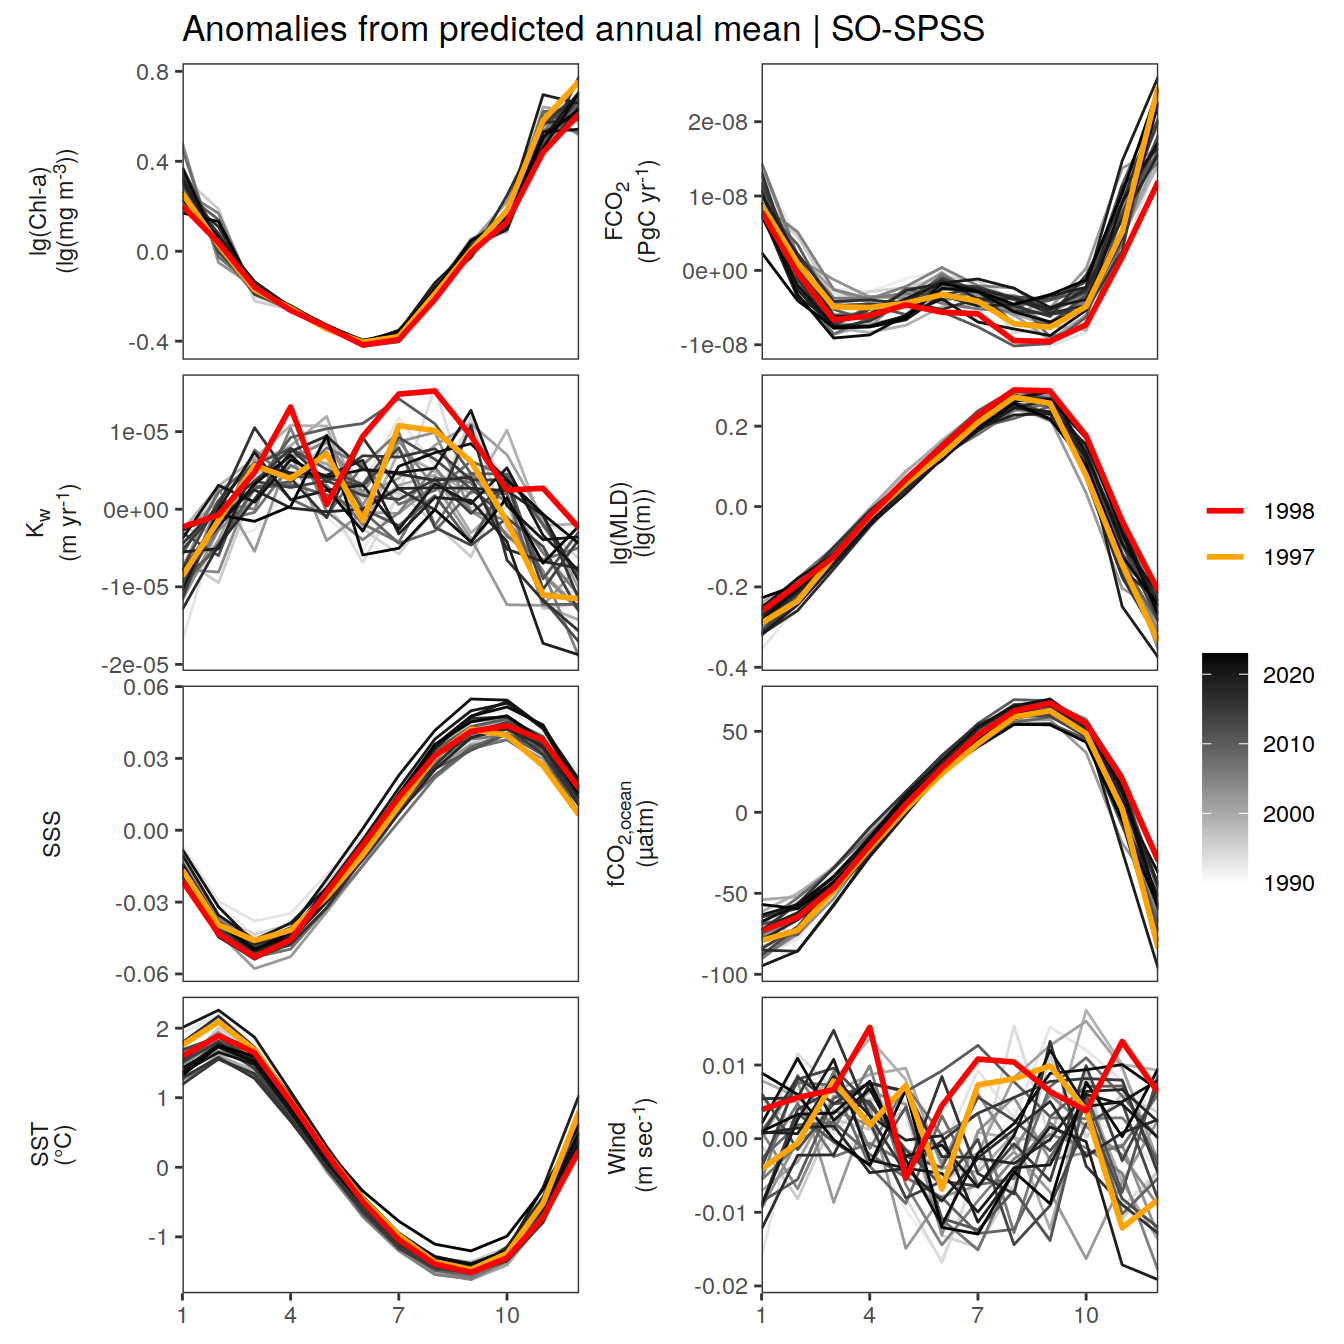 Anomalies from predicted annual mean | SO-SPSS
lg(Chl-a)
(lg(mg m⁻³))
0.8
0.4
0.0
-0.4
FCO₂
(PgC yr⁻¹)
2e-08
1e-08
0e+00
-1e-08
K_w
(m yr⁻¹)
1e-05
0e+00
-1e-05
-2e-05
lg(MLD)
(lg(m))
0.2
0.0
-0.2
-0.4
SSS
0.06
0.03
0.00
-0.03
-0.06
fCO₂,ocean
(µatm)
50
0
-50
-100
SST
(°C)
2
1
0
-1
1 4 7 10
Wind
(m sec⁻¹)
0.01
0.00
-0.01
-0.02
1 4 7 10
1998
1997
2020
2010
2000
1990